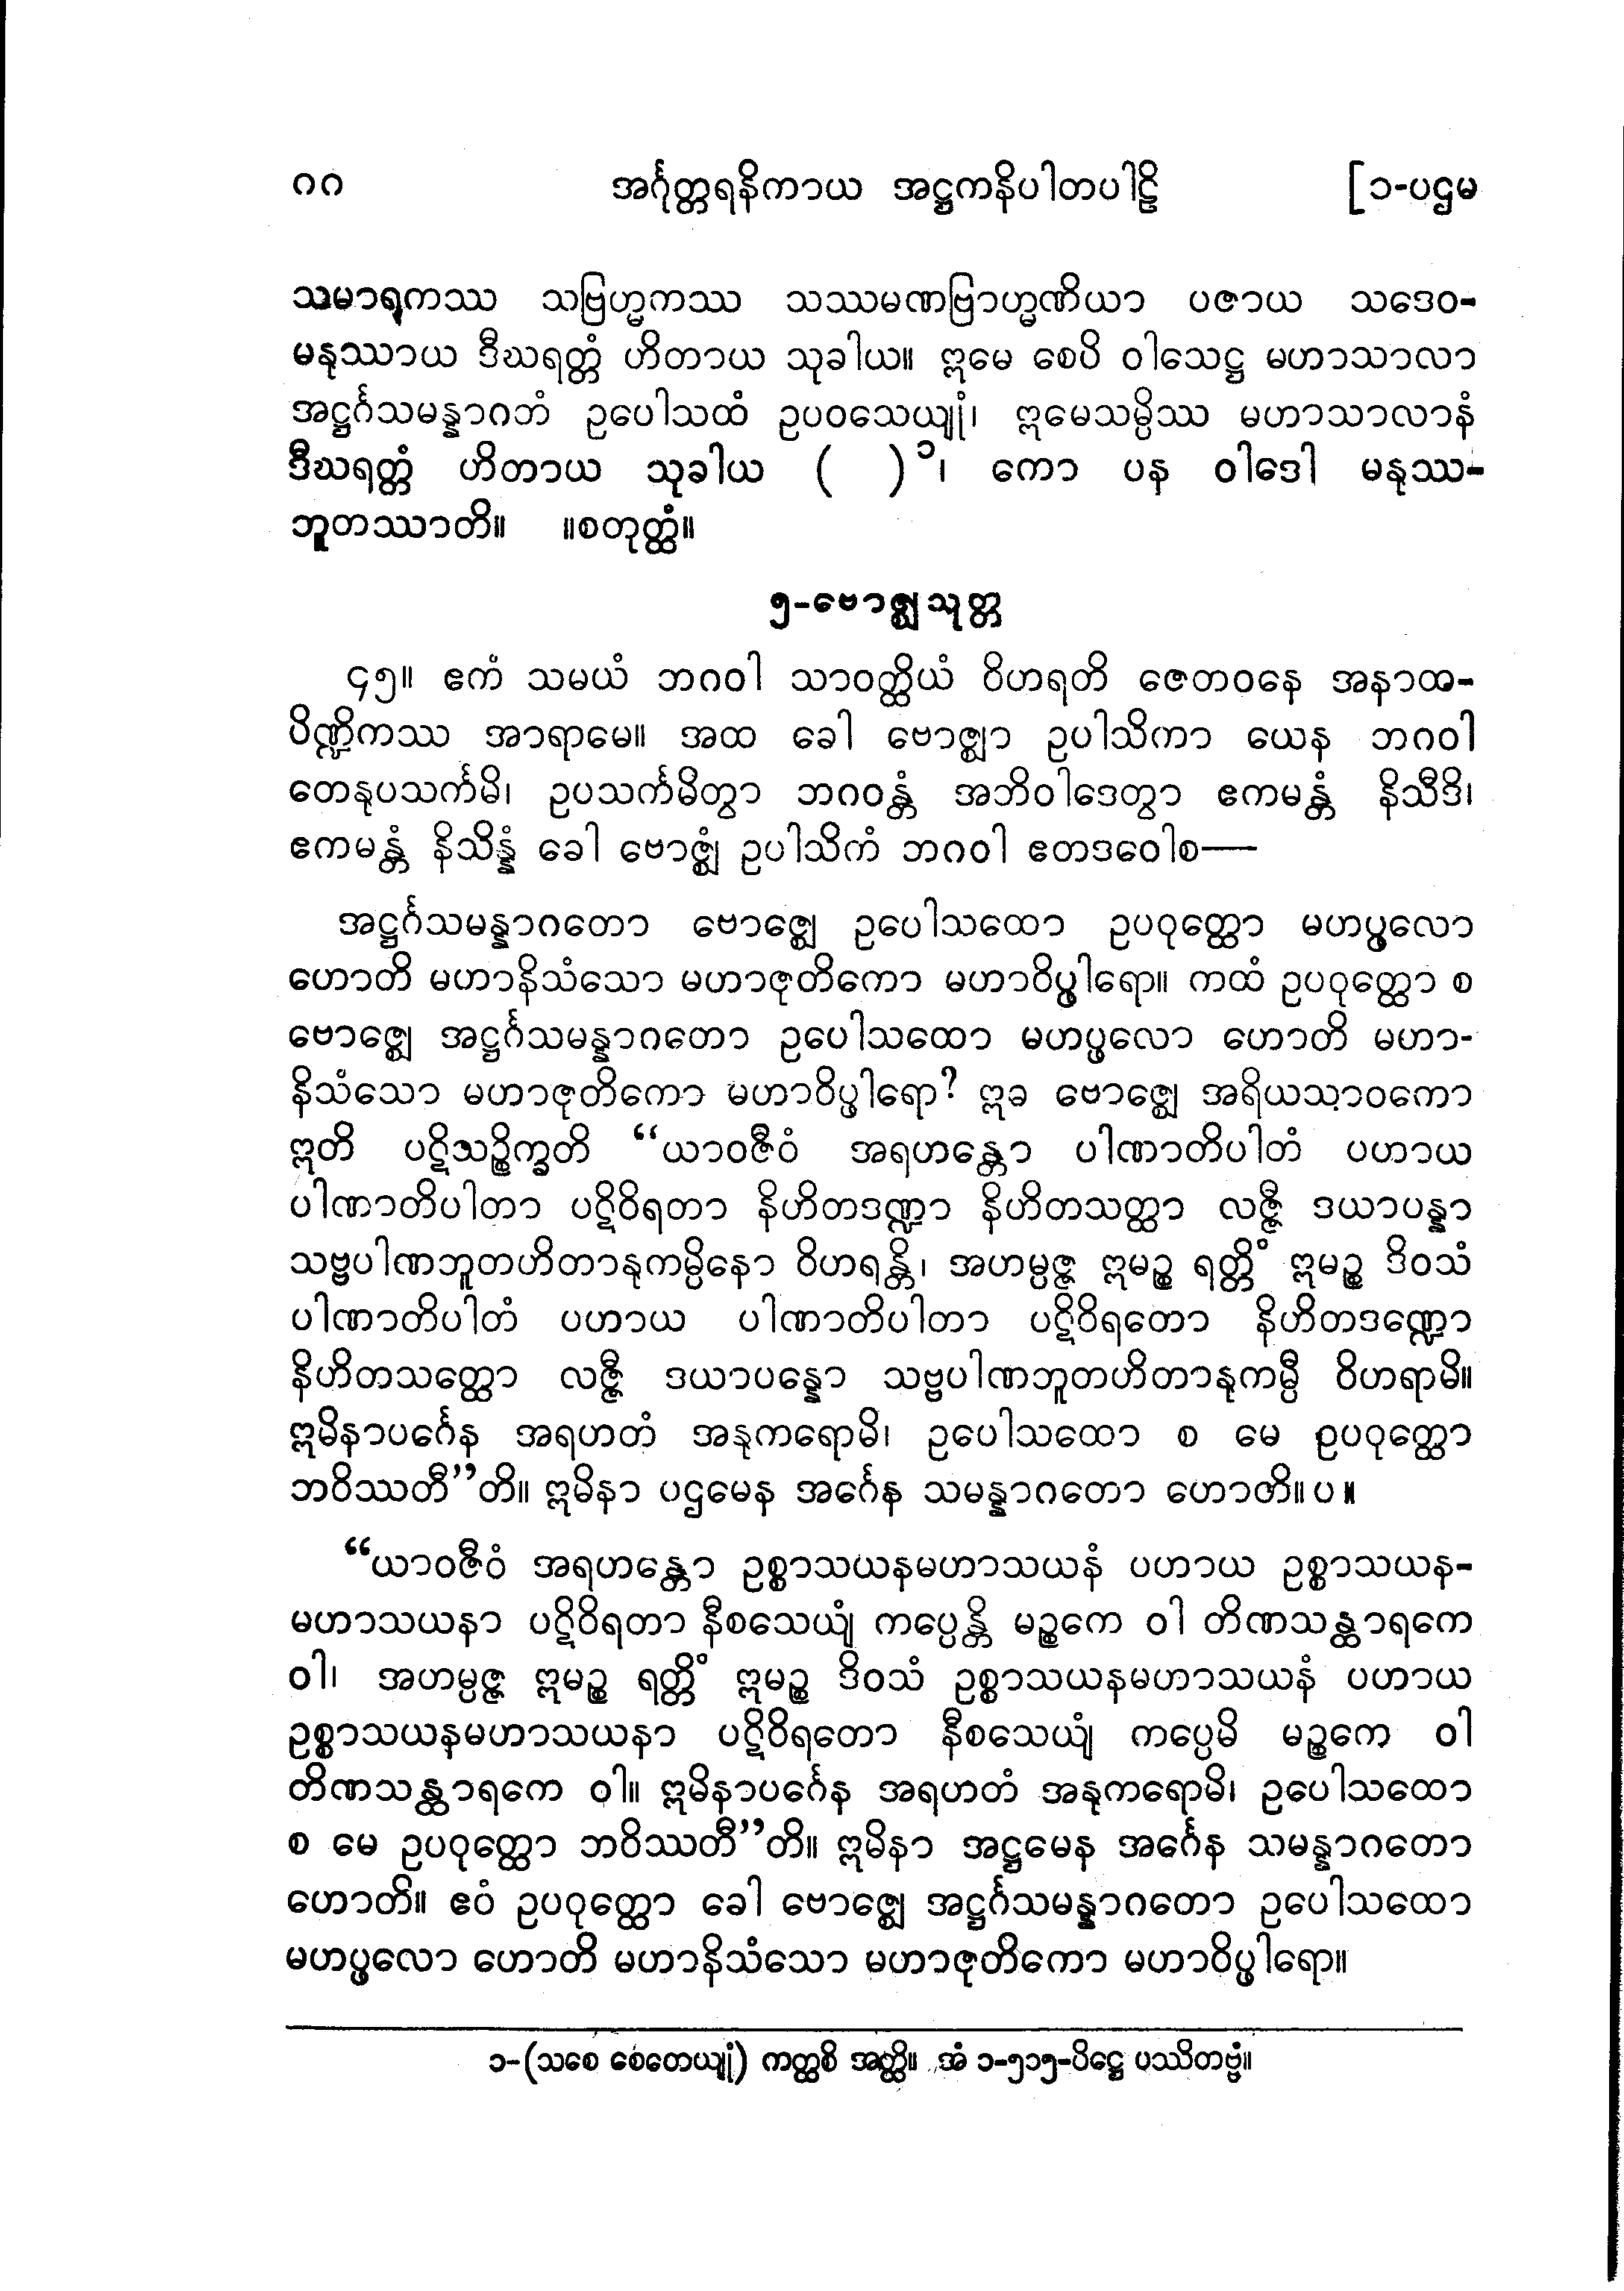 ၈၈ အင်္ဂုတ္တရနိကာယ အဋ္ဌကနိပါတပါဠိ [၁-ပဌမ
သမာရကဿ သဗြဟ္မကဿ သဿမဏဗြာဟ္မဏိယာ ပဇာယ သဒေဝ-
မနုဿာယ ဒီဃရတ္တံ ဟိတာယ သုခါယ။ ဣမေ စေပိ ဝါသေဋ္ဌ မဟာသာလာ
အဋ္ဌင်္ဂသမန္နာဂတံ ဥပေါသထံ ဥပဝသေယျုံ၊ ဣမေသမ္ပိဿ မဟာသာလာနံ
ဒီဃရတ္တံ ဟိတာယ သုခါယ ( )၁၊ ကော ပန ဝါဒေါ မနုဿ-
ဘူတဿာတိ။ ။စတုတ္ထံ။
၅-ဗောဇ္ဈသုတ္တ
၄၅။ ဧကံ သမယံ ဘဂဝါ သာဝတ္ထိယံ ဝိဟရတိ ဇေတဝနေ အနာထ-
ပိဏ္ဍိကဿ အာရာမေ။ အထ ခေါ ဗောဇ္ဈာ ဥပါသိကာ ယေန ဘဂဝါ
တေနုပသင်္ကမိ၊ ဥပသင်္ကမိတွာ ဘဂဝန္တံ အဘိဝါဒေတွာ ဧကမန္တံ နိသီဒိ၊
ဧကမန္တံ နိသိန္နံ ခေါ ဗောဇ္ဈံ ဥပါသိကံ ဘဂဝါ ဧတဒဝေါစ—
အဋ္ဌင်္ဂသမန္နာဂတော ဗောဇ္ဈေ ဥပေါသထော ဥပဝုတ္ထော မဟပ္ဖလော
ဟောတိ မဟာနိသံသော မဟာဇုတိကော မဟာဝိပ္ဖါရော။ ကထံ ဥပဝုတ္ထော စ
ဗောဇ္ဈေ အဋ္ဌင်္ဂသမန္နာဂတော ဥပေါသထော မဟပ္ဖလော ဟောတိ မဟာ-
နိသံသော မဟာဇုတိကော မဟာဝိပ္ဖါရော? ဣဓ ဗောဇ္ဈေ အရိယသာဝကော
ဣတိ ပဋိသဉ္စိက္ခတိ “ယာဝဇီဝံ အရဟန္တော ပါဏာတိပါတံ ပဟာယ
ပါဏာတိပါတာ ပဋိဝိရတာ နိဟိတဒဏ္ဍာ နိဟိတသတ္ထာ လဇ္ဇီ ဒယာပန္နာ
သဗ္ဗပါဏဘူတဟိတာနုကမ္ပိနော ဝိဟရန္တိ၊ အဟမ္ပဇ္ဇ ဣမဉ္စ ရတ္တိံ ဣမဉ္စ ဒိဝသံ
ပါဏာတိပါတံ ပဟာယ ပါဏာတိပါတာ ပဋိဝိရတော နိဟိတဒဏ္ဍော
နိဟိတသတ္ထော လဇ္ဇီ ဒယာပန္နော သဗ္ဗပါဏဘူတဟိတာနုကမ္ပီ ဝိဟရာမိ။
ဣမိနာပင်္ဂေန အရဟတံ အနုကရောမိ၊ ဥပေါသထော စ မေ ဥပဝုတ္ထော
ဘဝိဿတီ”တိ။ ဣမိနာ ပဌမေန အင်္ဂေန သမန္နာဂတော ဟောတိ။ပ။
“ယာဝဇီဝံ အရဟန္တော ဥစ္စာသယနမဟာသယနံ ပဟာယ ဥစ္စာသယန-
မဟာသယနာ ပဋိဝိရတာ နီစသေယျံ ကပ္ပေန္တိ မဉ္စကေ ဝါ တိဏသန္ထာရကေ
ဝါ၊ အဟမ္ပဇ္ဇ ဣမဉ္စ ရတ္တိံ ဣမဉ္စ ဒိဝသံ ဥစ္စာသယနမဟာသယနံ ပဟာယ
ဥစ္စာသယနမဟာသယနာ ပဋိဝိရတော နီစသေယျံ ကပ္ပေမိ မဉ္စကေ ဝါ
တိဏသန္ထာရကေ ဝါ။ ဣမိနာပင်္ဂေန အရဟတံ အနုကရောမိ၊ ဥပေါသထော
စ မေ ဥပဝုတ္ထော ဘဝိဿတီ”တိ။ ဣမိနာ အဋ္ဌမေန အင်္ဂေန သမန္နာဂတော
ဟောတိ။ ဧဝံ ဥပဝုတ္ထော ခေါ ဗောဇ္ဈေ အဋ္ဌင်္ဂသမန္နာဂတော ဥပေါသထော
မဟပ္ဖလော ဟောတိ မဟာနိသံသော မဟာဇုတိကော မဟာဝိပ္ဖါရော။
၁-(သစေ စေတေယျုံ) ကတ္ထစိ အတ္ထိ။ အံ ၁-၅၁၅-ပိဋ္ဌေ ပဿိတဗ္ဗံ။